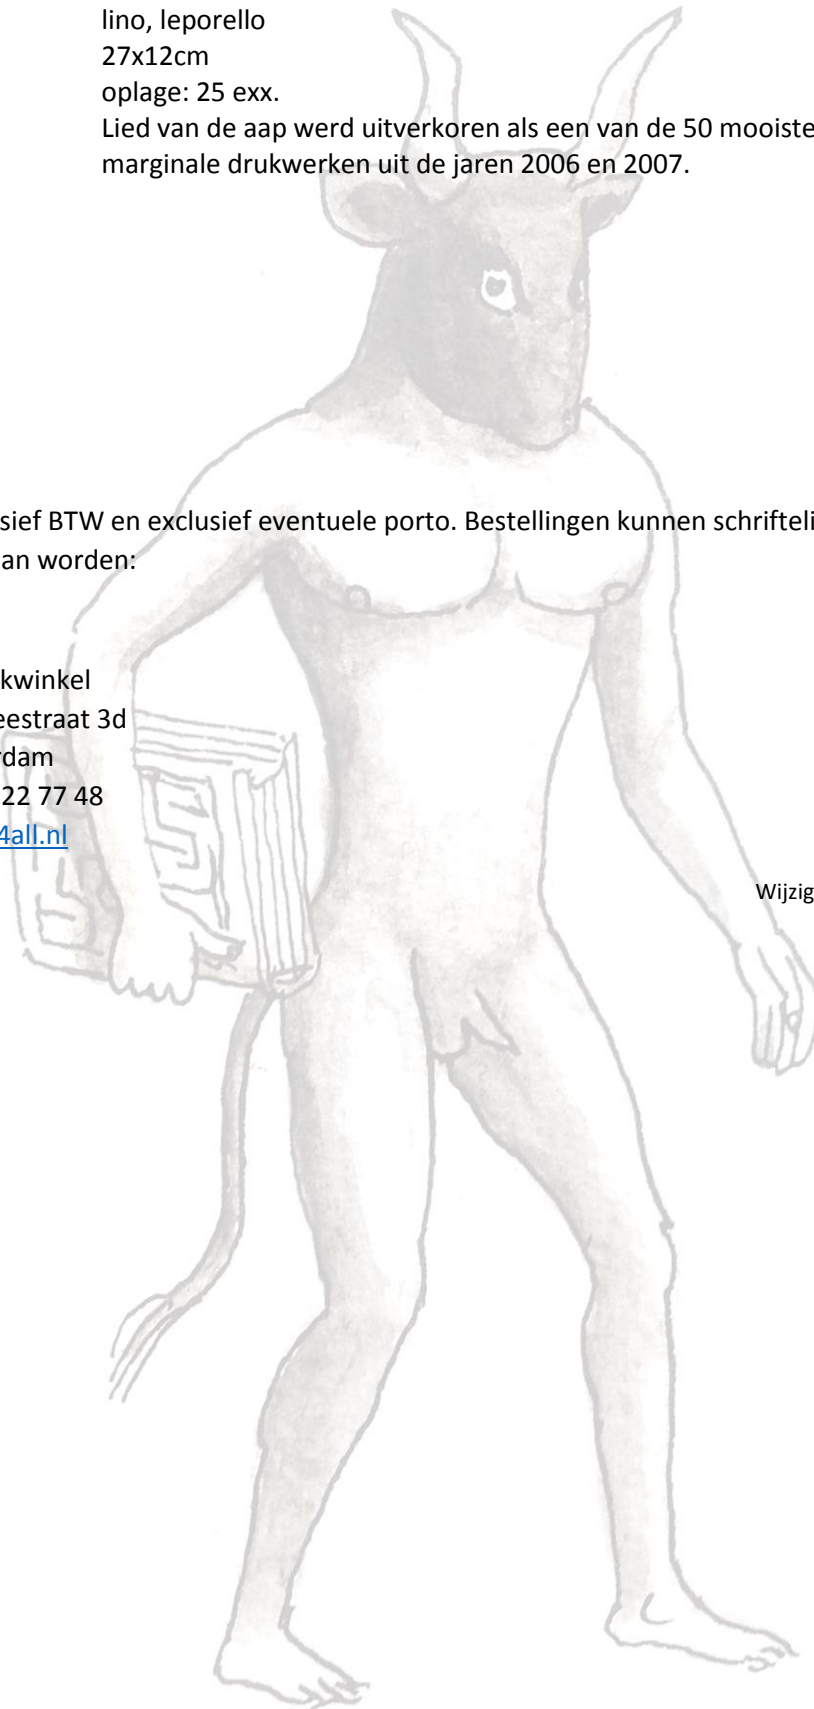 lino, leporello
27x12cm
oplage: 25 exx.
Lied van de aap werd uitverkoren als een van de 50 mooiste
marginale drukwerken uit de jaren 2006 en 2007.
sief BTW en exclusief eventuele porto. Bestellingen kunnen schrifteli
an worden:
kwinkel
eestraat 3d
rdam
22 77 48
4all.nl
Wijzig